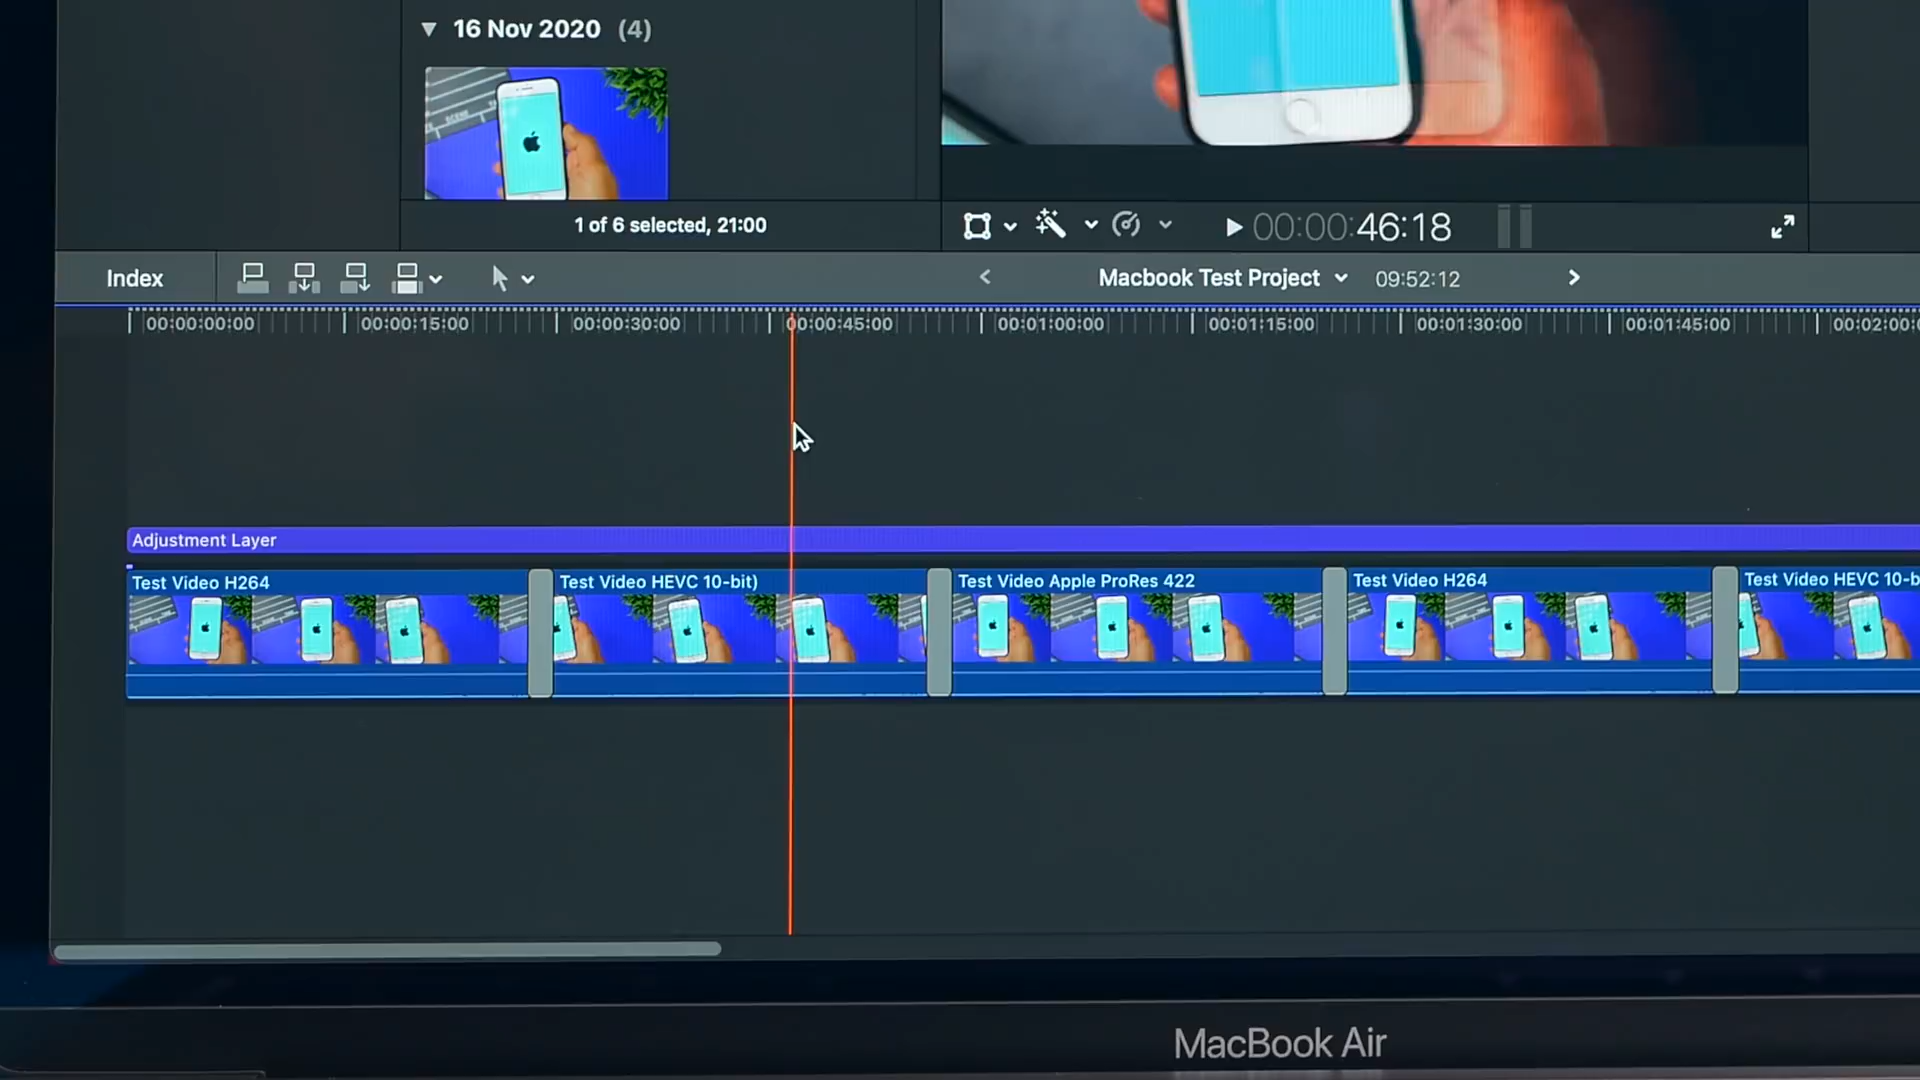 16 Nov 2020 (4)
1 of 6 selected, 21:00
00:00:46:18
Index
Macbook Test Project
09:52:12
00:00:00:00
00:00:15:00
00:00:30:00
00:00:45:00
00:01:00:00
00:01:15:00
00:01:30:00
00:01:45:00
00:02:00:0
Adjustment Layer
Test Video H264
Test Video HEVC 10-bit)
Test Video Apple ProRes 422
Test Video H264
Test Video HEVC 10-b
MacBook Air